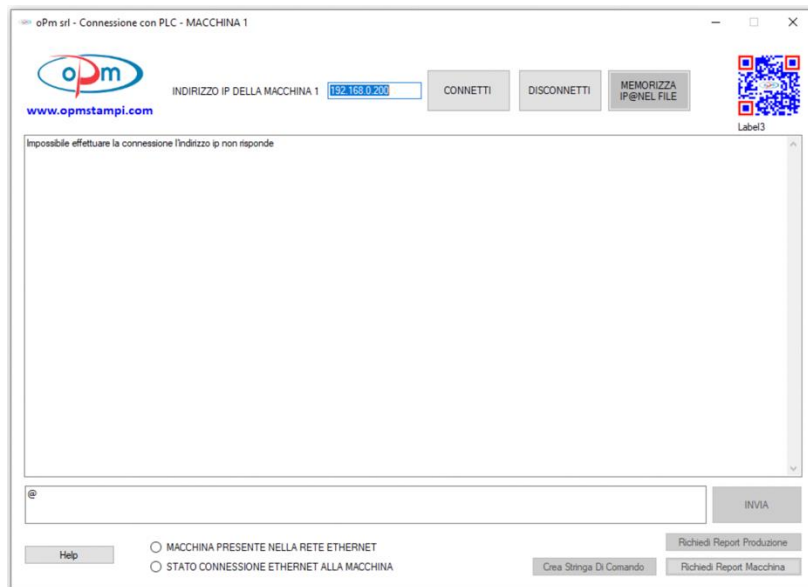 oPm srl - Connessione con PLC - MACCHINA 1
oPm
www.opmstampi.com
INDIRIZZO IP DELLA MACCHINA 1
192.168.0.200
CONNETTI
DISCONNETTI
MEMORIZZA
IP@NEL FILE
Label3
Impossibile effettuare la connessione l'indirizzo ip non risponde
@
INVIA
Help
MACCHINA PRESENTE NELLA RETE ETHERNET
STATO CONNESSIONE ETHERNET ALLA MACCHINA
Crea Stringa Di Comando
Richiedi Report Produzione
Richiedi Report Macchina